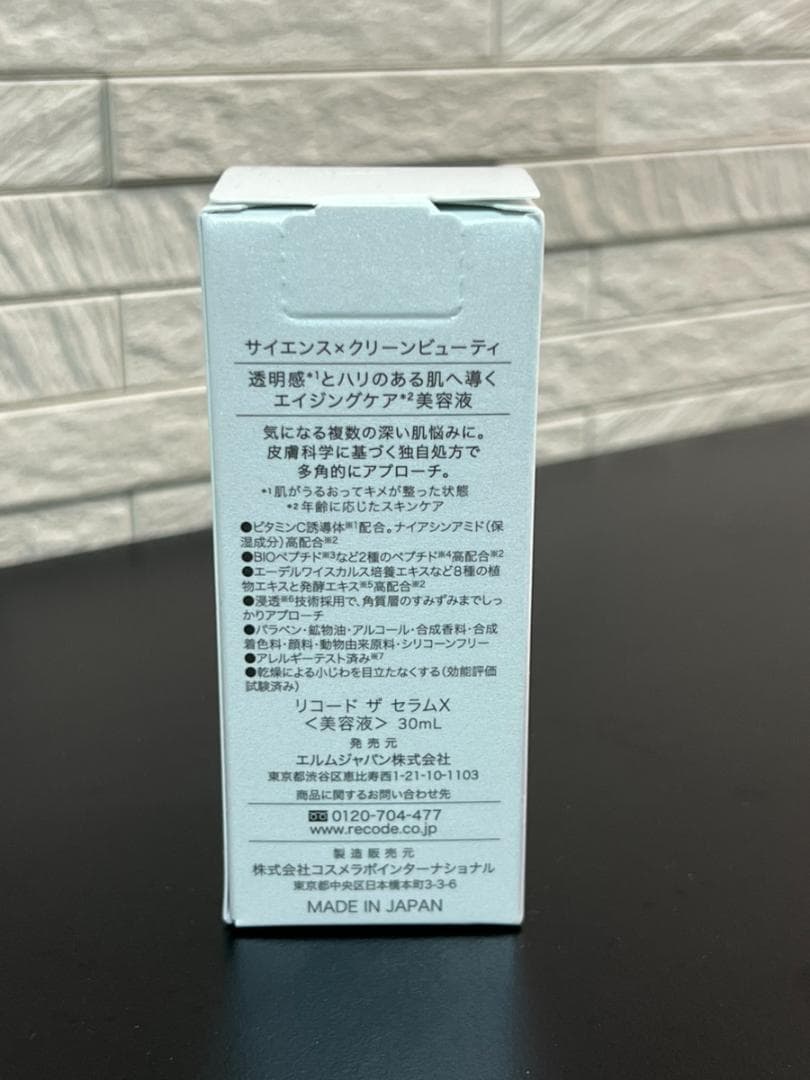 サイエンス×クリーンビューティ
透明感*1とハリのある肌へ導く
エイジングケア*2美容液
気になる複数の深い肌悩みに。
皮膚科学に基づく独自処方で
多角的にアプローチ。
*1 肌がうるおってキメが整った状態
*2 年齢に応じたスキンケア
●ビタミンC誘導体※1配合。ナイアシンアミド(保
湿成分)高配合※2
●BIOペプチド※3など2種のペプチド※4高配合※2
●エーデルワイスカルス培養エキスなど8種の植
物エキスと発酵エキス※5高配合※2
●浸透※6技術採用で、角質層のすみずみまでしっ
かりアプローチ
●パラベン・鉱物油・アルコール・合成香料・合成
着色料・顔料・動物由来原料・シリコーンフリー
●アレルギーテスト済み※7
●乾燥による小じわを目立たなくする(効能評価
試験済み)
リコード ザ セラムX
<美容液> 30mL
発売元
エルムジャパン株式会社
東京都渋谷区恵比寿西1-21-10-1103
商品に関するお問い合わせ先
0120-704-477
www.recode.co.jp
製造販売元
株式会社コスメラボインターナショナル
東京都中央区日本橋本町3-3-6
MADE IN JAPAN